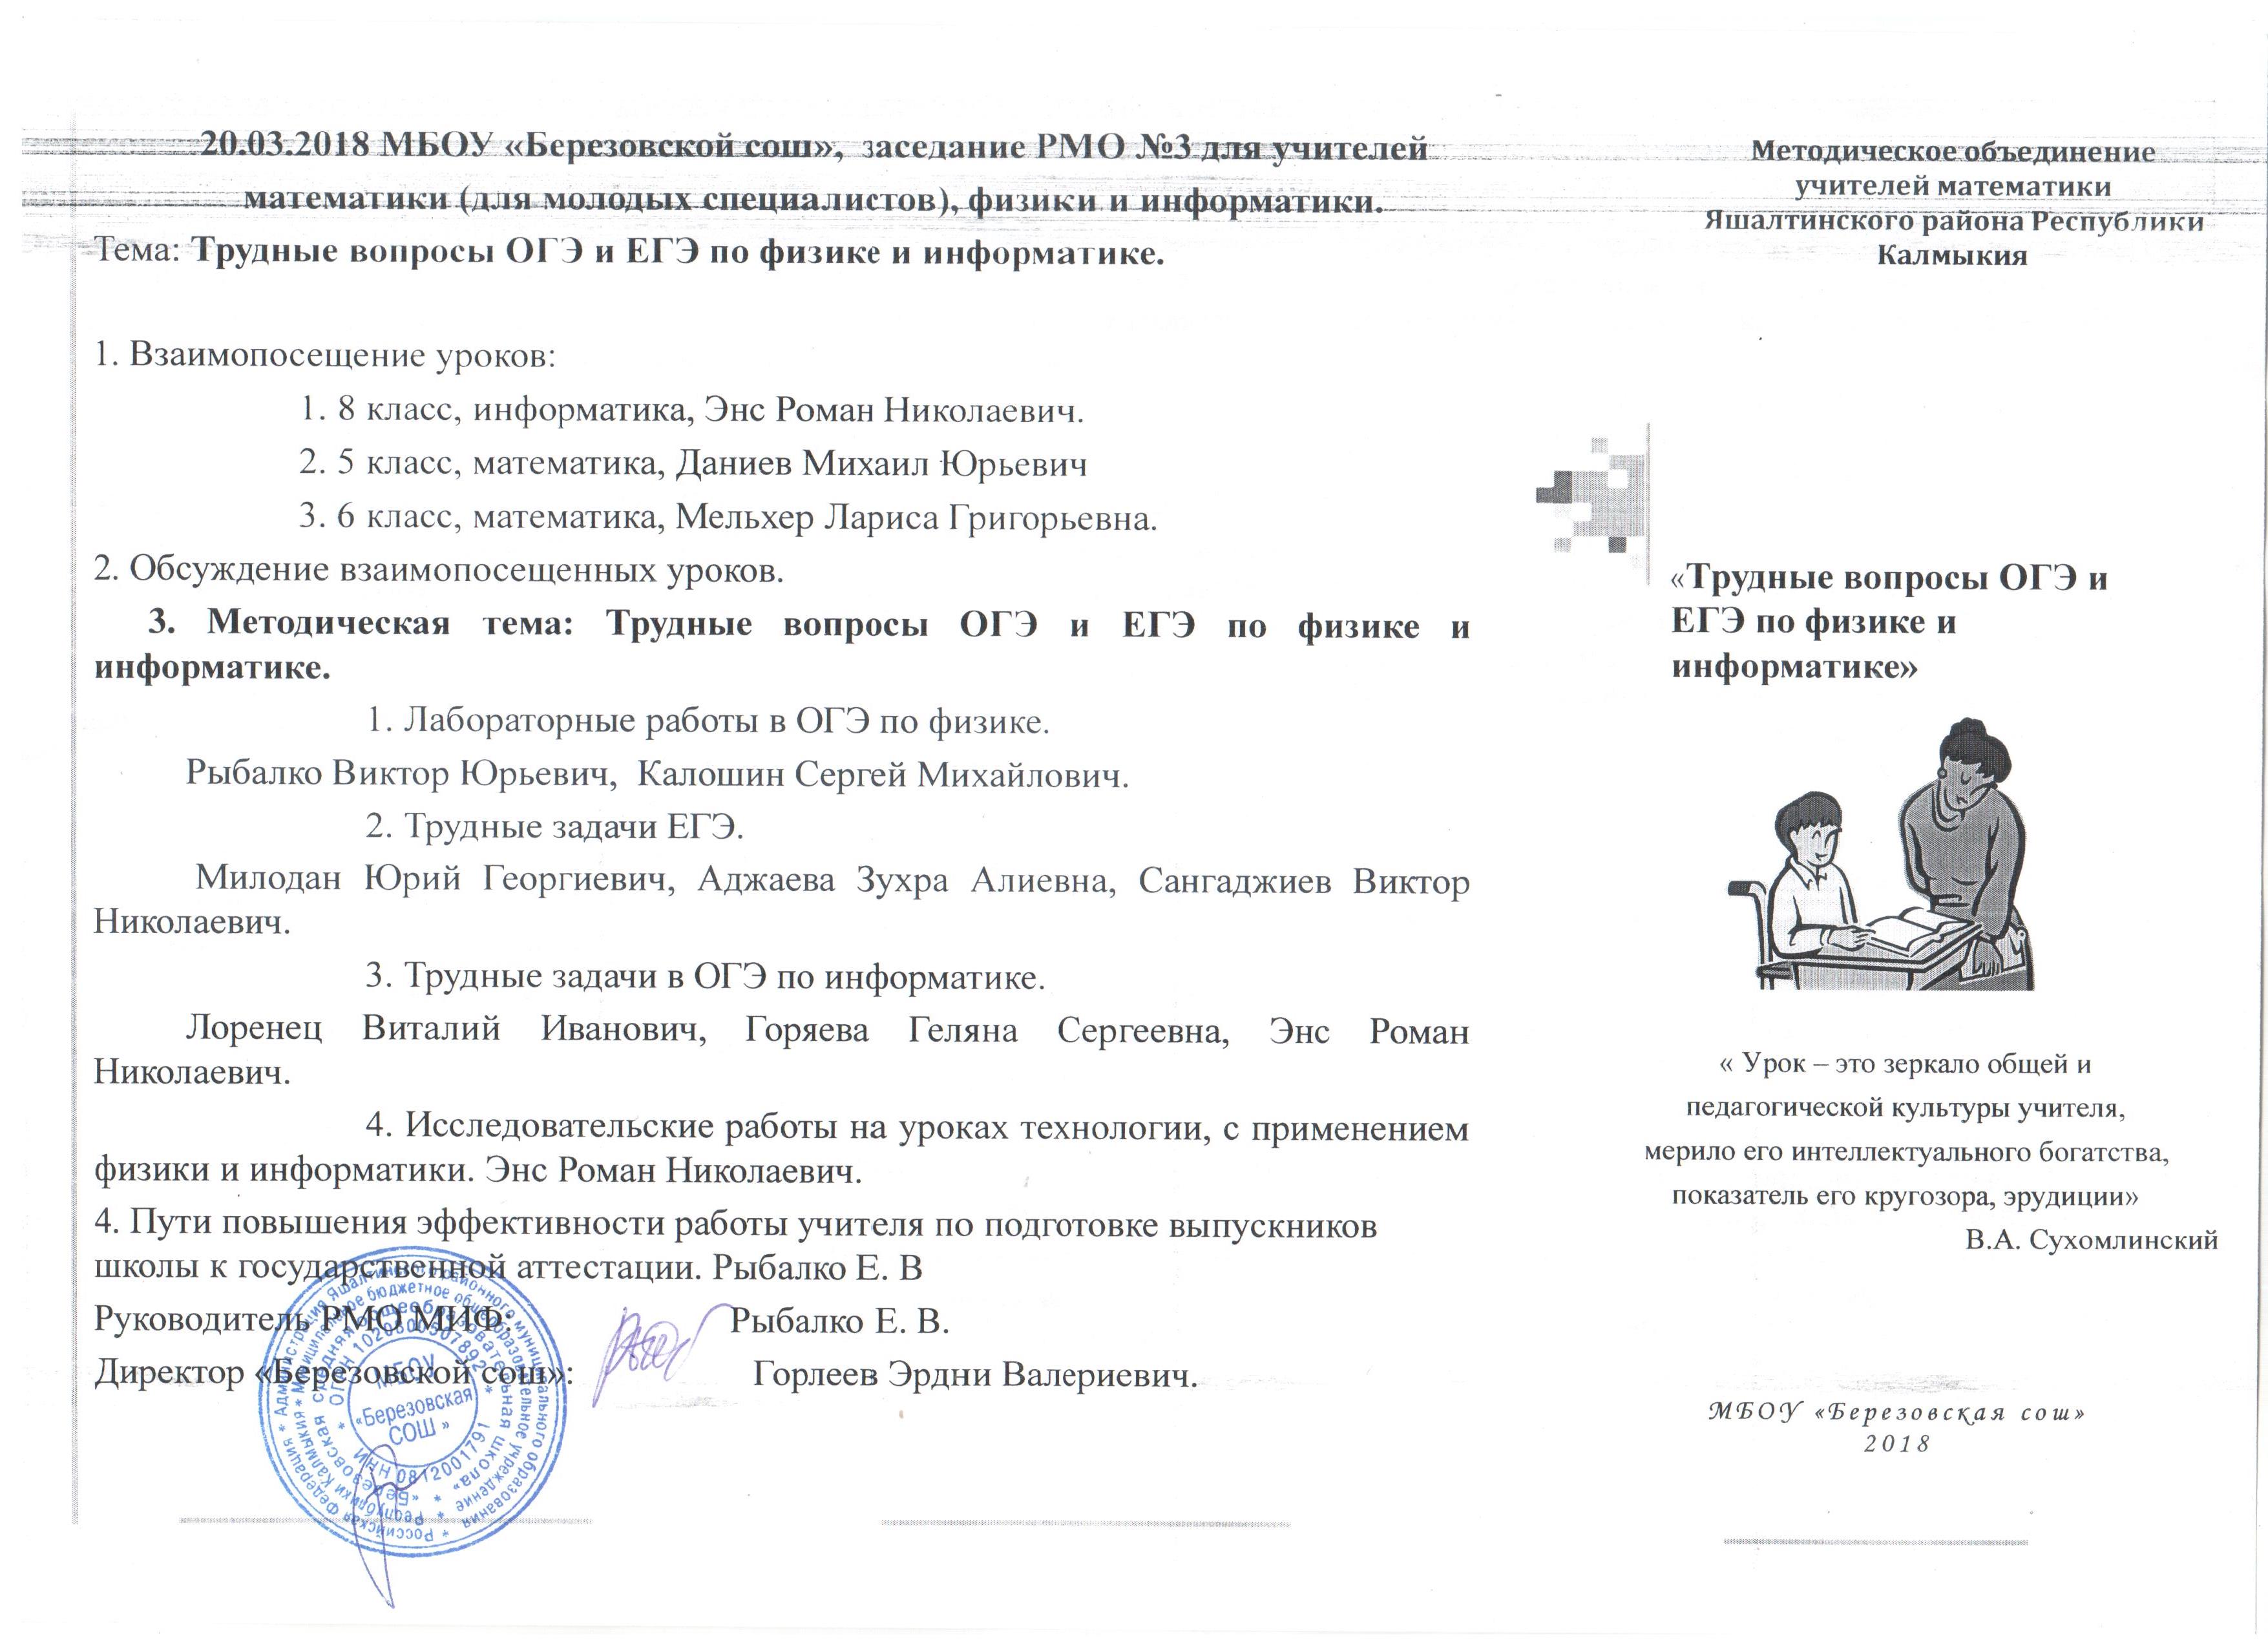 20.03.2018 МБОУ «Березовской сош», заседание РМО №3 для учителей
математики (для молодых специалистов), физики и информатики.
Тема: Трудные вопросы ОГЭ и ЕГЭ по физике и информатике.
1. Взаимопосещение уроков:
1. 8 класс, информатика, Энс Роман Николаевич.
2. 5 класс, математика, Даниев Михаил Юрьевич
3. 6 класс, математика, Мельхер Лариса Григорьевна.
2. Обсуждение взаимопосещенных уроков.
3. Методическая тема: Трудные вопросы ОГЭ и ЕГЭ по физике и
информатике.
1. Лабораторные работы в ОГЭ по физике.
Рыбалко Виктор Юрьевич, Калошин Сергей Михайлович.
2. Трудные задачи ЕГЭ.
Милодан Юрий Георгиевич, Аджаева Зухра Алиевна, Сангаджиев Виктор
Николаевич.
3. Трудные задачи в ОГЭ по информатике.
Лоренец Виталий Иванович, Горяева Геляна Сергеевна, Энс Роман
Николаевич.
4. Исследовательские работы на уроках технологии, с применением
физики и информатики. Энс Роман Николаевич.
4. Пути повышения эффективности работы учителя по подготовке выпускников
школы к государственной аттестации. Рыбалко Е. В
Руководитель РМО МИФ: Рыбалко Е. В.
Директор «Березовской сош»: Горлеев Эрдни Валериевич.
* Российская Федерация * Администрация Яшалтинского районного муниципального образования
* Республики Калмыкия * Муниципальное бюджетное общеобразовательное учреждение
* «Березовская средняя общеобразовательная школа»
* ОГРН 1020800507892 * ИНН 0812001791
МБОУ
«Березовская
СОШ »
Методическое объединение
учителей математики
Яшалтинского района Республики
Калмыкия
«Трудные вопросы ОГЭ и
ЕГЭ по физике и
информатике»
« Урок – это зеркало общей и
педагогической культуры учителя,
мерило его интеллектуального богатства,
показатель его кругозора, эрудиции»
В.А. Сухомлинский
МБОУ «Березовская сош»
2018